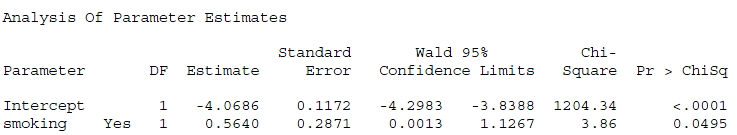 Analysis Of Parameter Estimates
Standard Wald 95% Chi-
Parameter DF Estimate Error Confidence Limits Square Pr > ChiSq
Intercept 1 -4.0686 0.1172 -4.2983 -3.8388 1204.34 <.0001
smoking Yes 1 0.5640 0.2871 0.0013 1.1267 3.86 0.0495